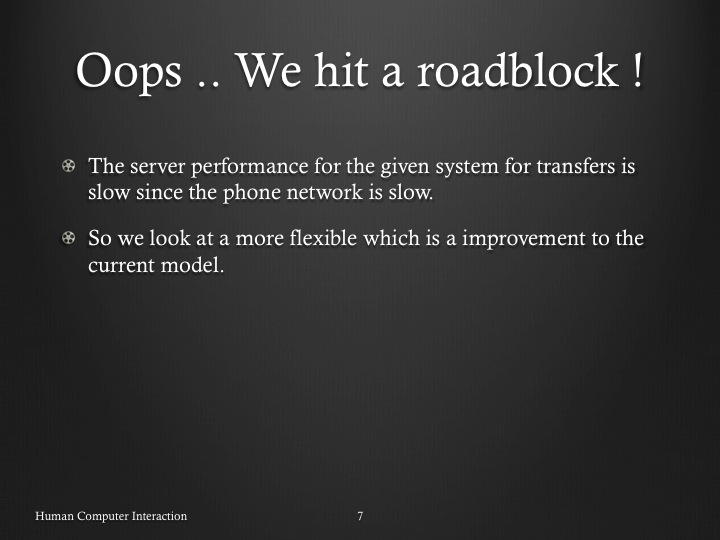 Oops .. We hit a roadblock !
The server performance for the given system for transfers is
slow since the phone network is slow.
So we look at a more flexible which is a improvement to the
current model.
Human Computer Interaction
7